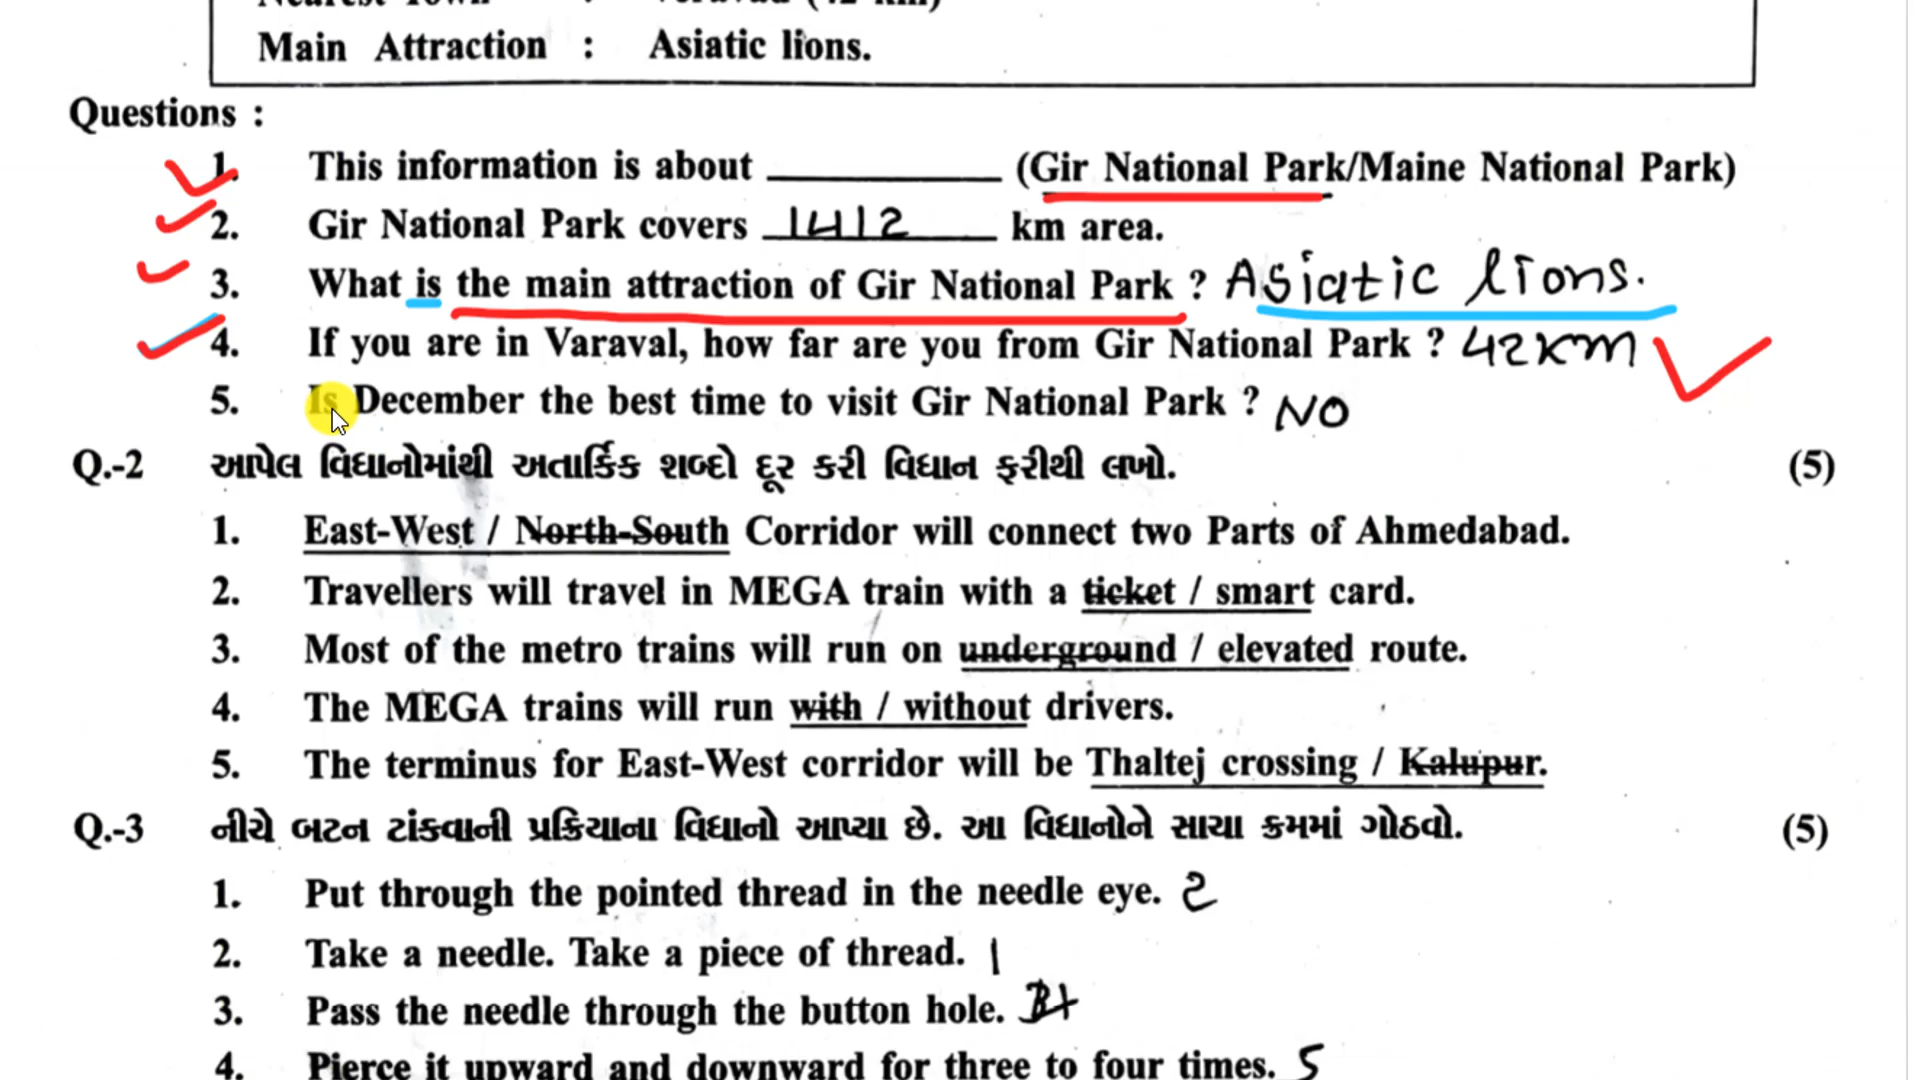 Main Attraction : Asiatic lions.
Questions :
1. This information is about __________ (Gir National Park/Maine National Park)
2. Gir National Park covers 1412 km area.
3. What is the main attraction of Gir National Park ? Asiatic lions.
4. If you are in Varaval, how far are you from Gir National Park ? 42km
5. Is December the best time to visit Gir National Park ? NO
Q.-2 આપેલ વિધાનોમાંથી અતાર્કિક શબ્દો દૂર કરી વિધાન ફરીથી લખો. (5)
1. East-West / North-South Corridor will connect two Parts of Ahmedabad.
2. Travellers will travel in MEGA train with a ticket / smart card.
3. Most of the metro trains will run on underground / elevated route.
4. The MEGA trains will run with / without drivers.
5. The terminus for East-West corridor will be Thaltej crossing / Kalupur.
Q.-3 નીચે બટન ટાંકવાની પ્રક્રિયાના વિધાનો આપ્યા છે. આ વિધાનોને સાચા ક્રમમાં ગોઠવો. (5)
1. Put through the pointed thread in the needle eye. 2
2. Take a needle. Take a piece of thread. 1
3. Pass the needle through the button hole.
4. Pierce it upward and downward for three to four times. 5